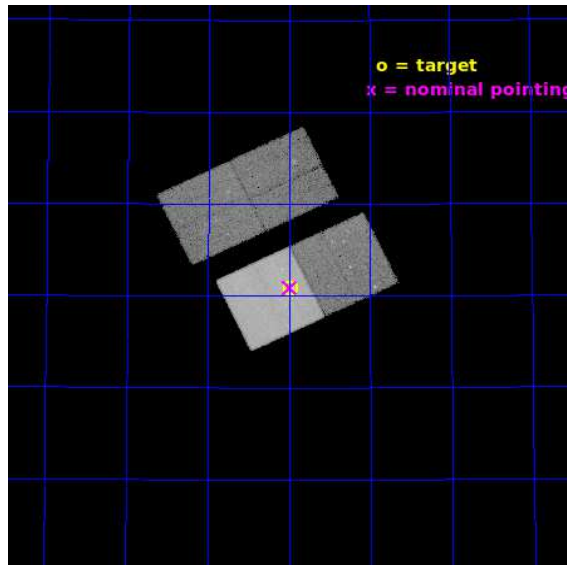 o = target
x = nominal pointing